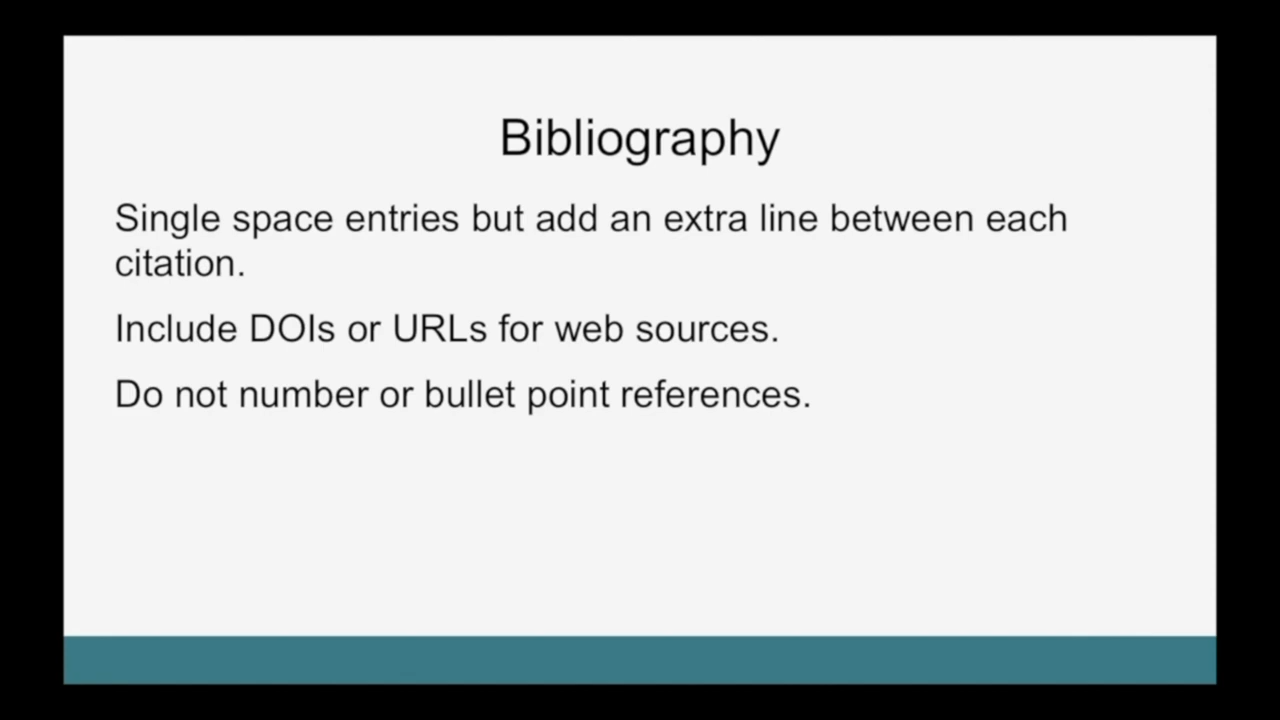 Bibliography
Single space entries but add an extra line between each
citation.
Include DOIs or URLs for web sources.
Do not number or bullet point references.